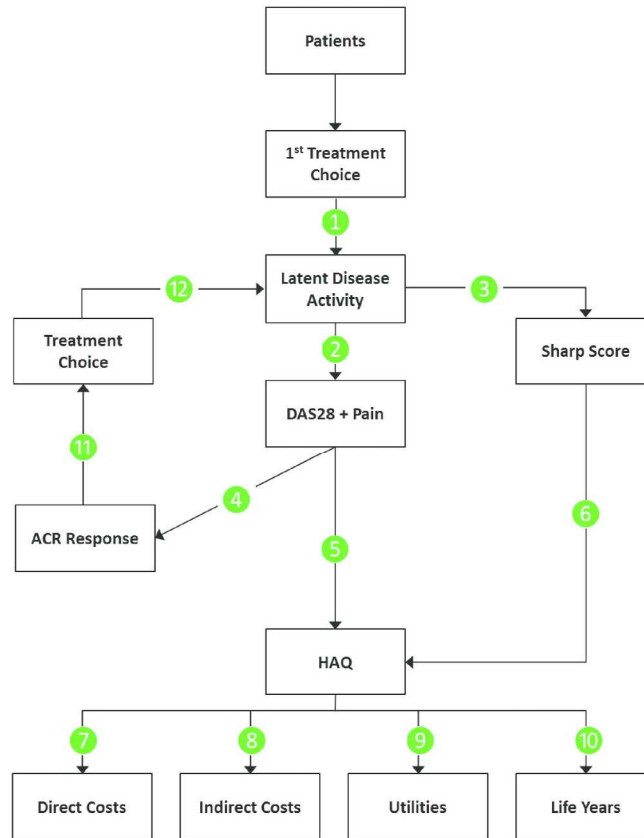 Patients
1st Treatment
Choice
1
12
Latent Disease
Activity
3
Treatment
Choice
2
Sharp Score
DAS28 + Pain
11
4
ACR Response
5
6
HAQ
7
8
9
10
Direct Costs
Indirect Costs
Utilities
Life Years